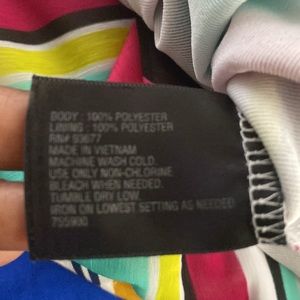 BODY : 100% POLYESTER
LINING : 100% POLYESTER
RN# 93677
MADE IN VIETNAM
MACHINE WASH COLD.
USE ONLY NON-CHLORINE
BLEACH WHEN NEEDED.
TUMBLE DRY LOW.
IRON ON LOWEST SETTING AS NEEDED.
755900